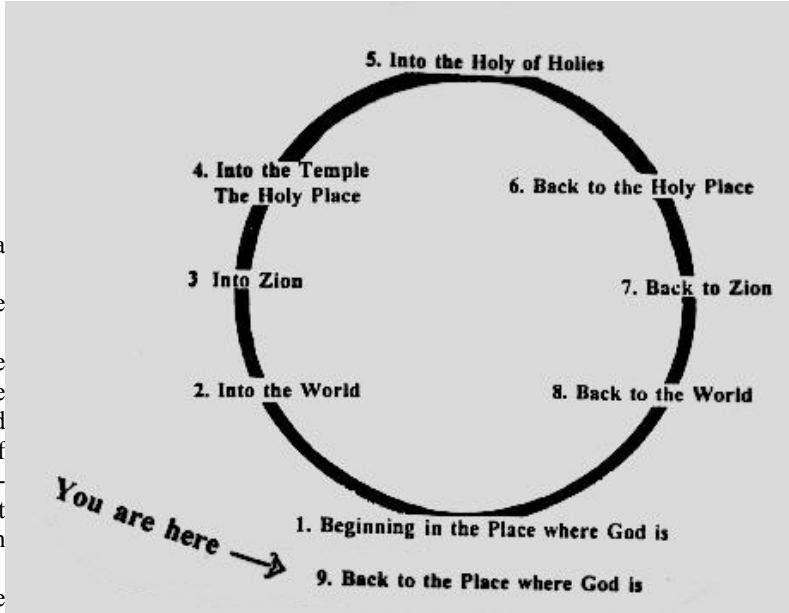 5. Into the Holy of Holies
4. Into the Temple
The Holy Place
6. Back to the Holy Place
3 Into Zion
7. Back to Zion
2. Into the World
8. Back to the World
You are here
1. Beginning in the Place where God is
9. Back to the Place where God is